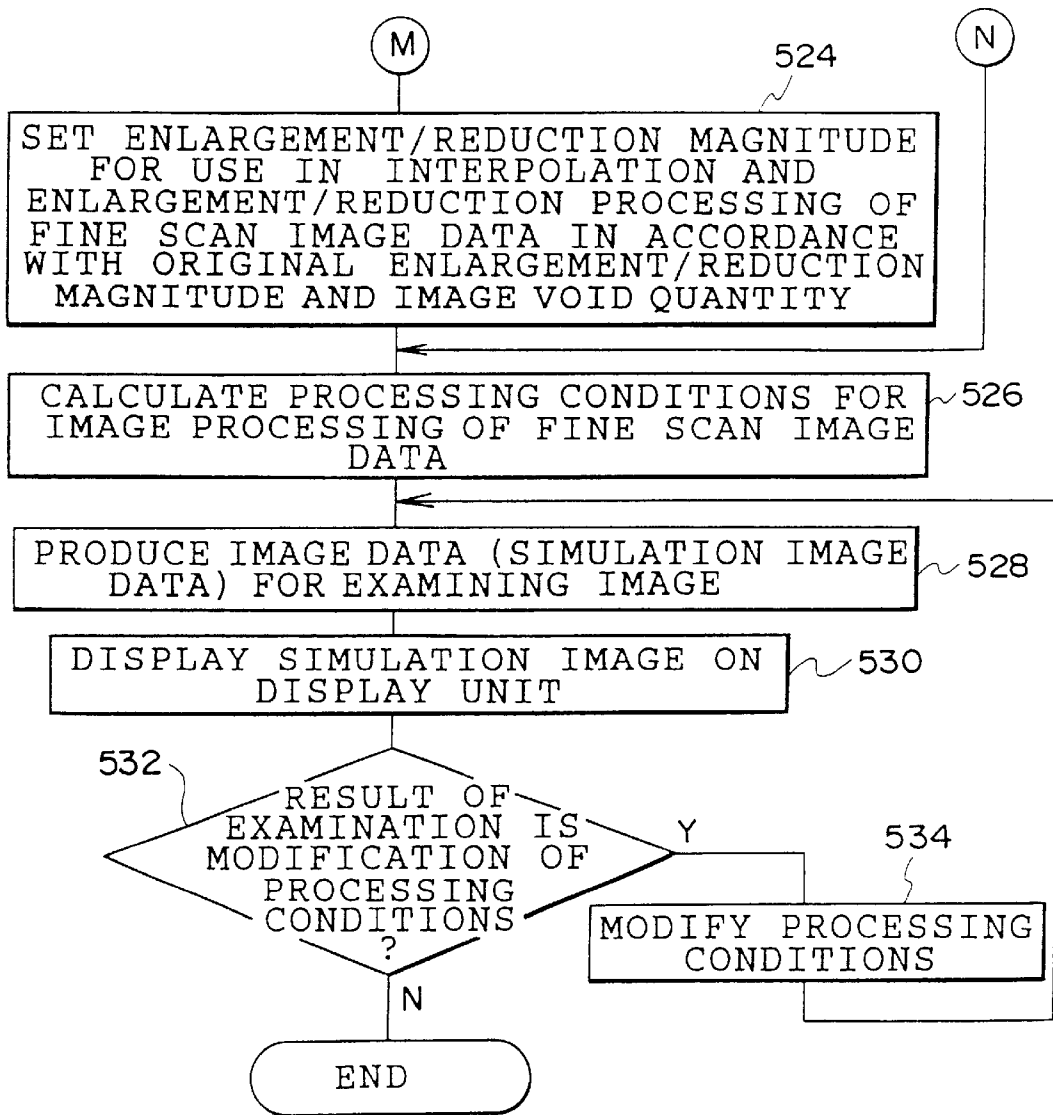 M
N
524
SET ENLARGEMENT/REDUCTION MAGNITUDE
FOR USE IN INTERPOLATION AND
ENLARGEMENT/REDUCTION PROCESSING OF
FINE SCAN IMAGE DATA IN ACCORDANCE
WITH ORIGINAL ENLARGEMENT/REDUCTION
MAGNITUDE AND IMAGE VOID QUANTITY
CALCULATE PROCESSING CONDITIONS FOR
IMAGE PROCESSING OF FINE SCAN IMAGE
DATA
526
PRODUCE IMAGE DATA (SIMULATION IMAGE
DATA) FOR EXAMINING IMAGE
528
DISPLAY SIMULATION IMAGE ON
DISPLAY UNIT
530
532
RESULT OF
EXAMINATION IS
MODIFICATION OF
PROCESSING
CONDITIONS
?
Y
534
MODIFY PROCESSING
CONDITIONS
N
END